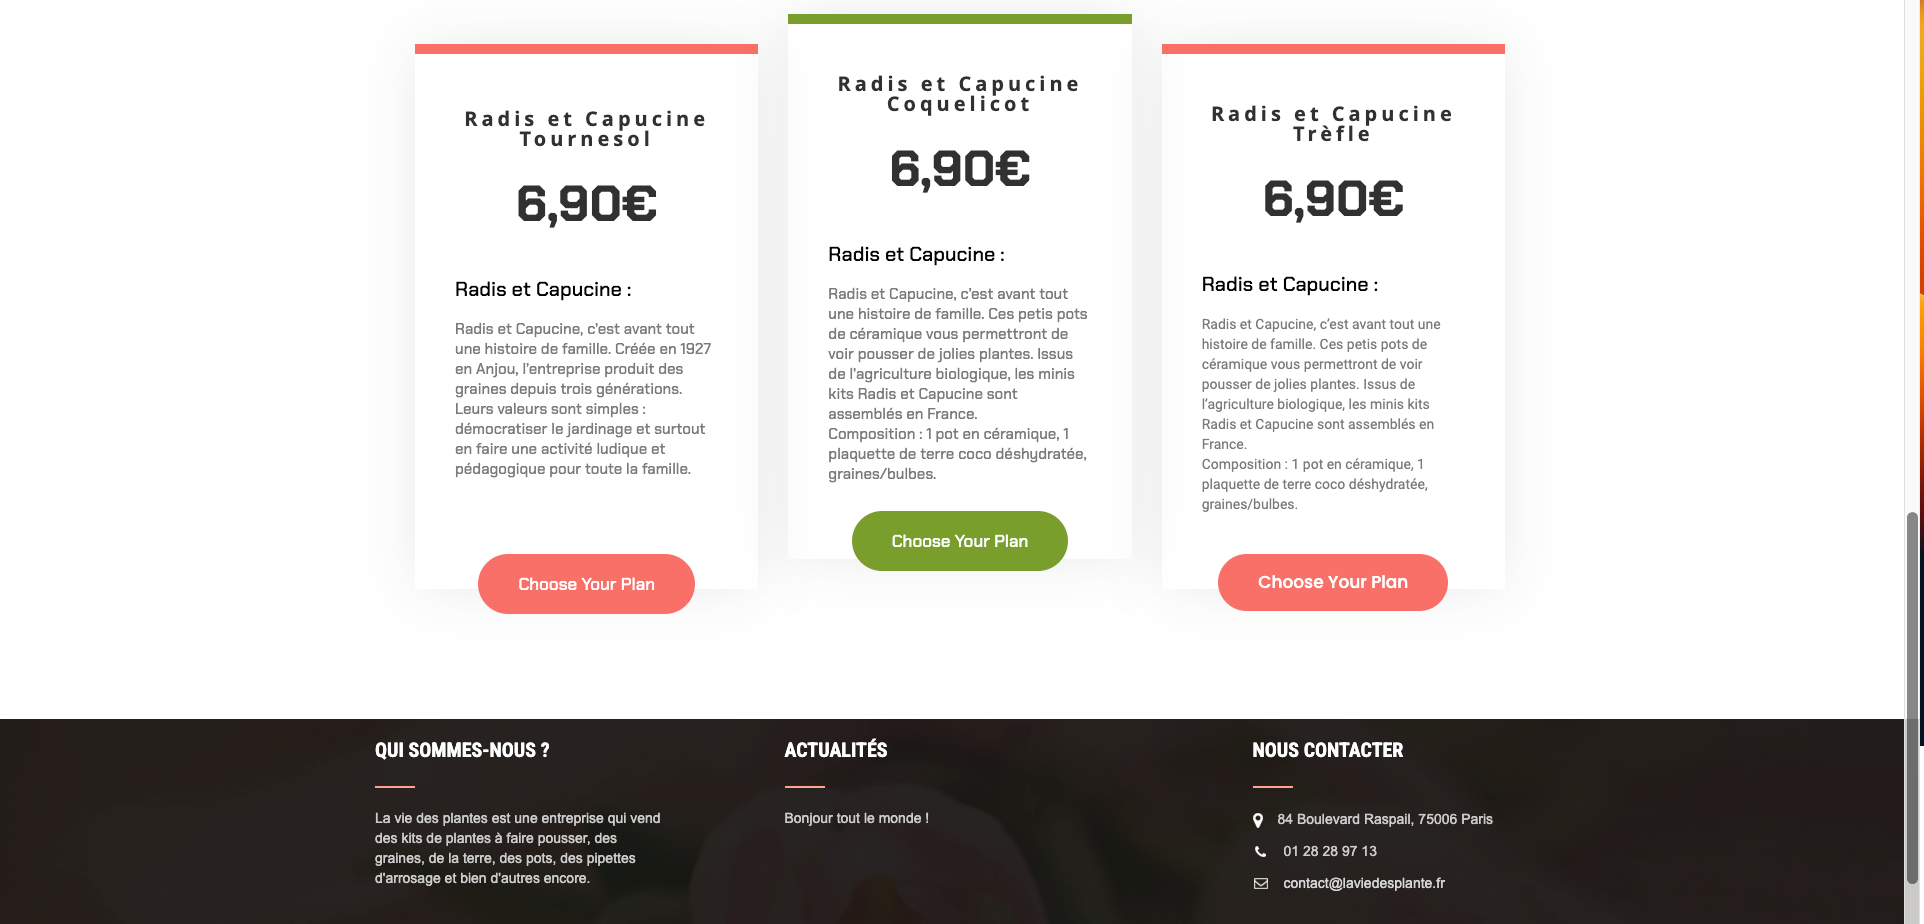 Radis et Capucine
Tournesol
6,90€
Radis et Capucine :
Radis et Capucine, c'est avant tout
une histoire de famille. Créée en 1927
en Anjou, l'entreprise produit des
graines depuis trois générations.
Leurs valeurs sont simples :
démocratiser le jardinage et surtout
en faire une activité ludique et
pédagogique pour toute la famille.
Choose Your Plan
Radis et Capucine
Coquelicot
6,90€
Radis et Capucine :
Radis et Capucine, c'est avant tout
une histoire de famille. Ces petis pots
de céramique vous permettront de
voir pousser de jolies plantes. Issus
de l'agriculture biologique, les minis
kits Radis et Capucine sont
assemblés en France.
Composition : 1 pot en céramique, 1
plaquette de terre coco déshydratée,
graines/bulbes.
Choose Your Plan
Radis et Capucine
Trèfle
6,90€
Radis et Capucine :
Radis et Capucine, c'est avant tout une
histoire de famille. Ces petis pots de
céramique vous permettront de voir
pousser de jolies plantes. Issus de
l'agriculture biologique, les minis kits
Radis et Capucine sont assemblés en
France.
Composition : 1 pot en céramique, 1
plaquette de terre coco déshydratée,
graines/bulbes.
Choose Your Plan
QUI SOMMES-NOUS ?
La vie des plantes est une entreprise qui vend
des kits de plantes à faire pousser, des
graines, de la terre, des pots, des pipettes
d'arrosage et bien d'autres encore.
ACTUALITÉS
Bonjour tout le monde !
NOUS CONTACTER
84 Boulevard Raspail, 75006 Paris
01 28 28 97 13
contact@laviedesplante.fr